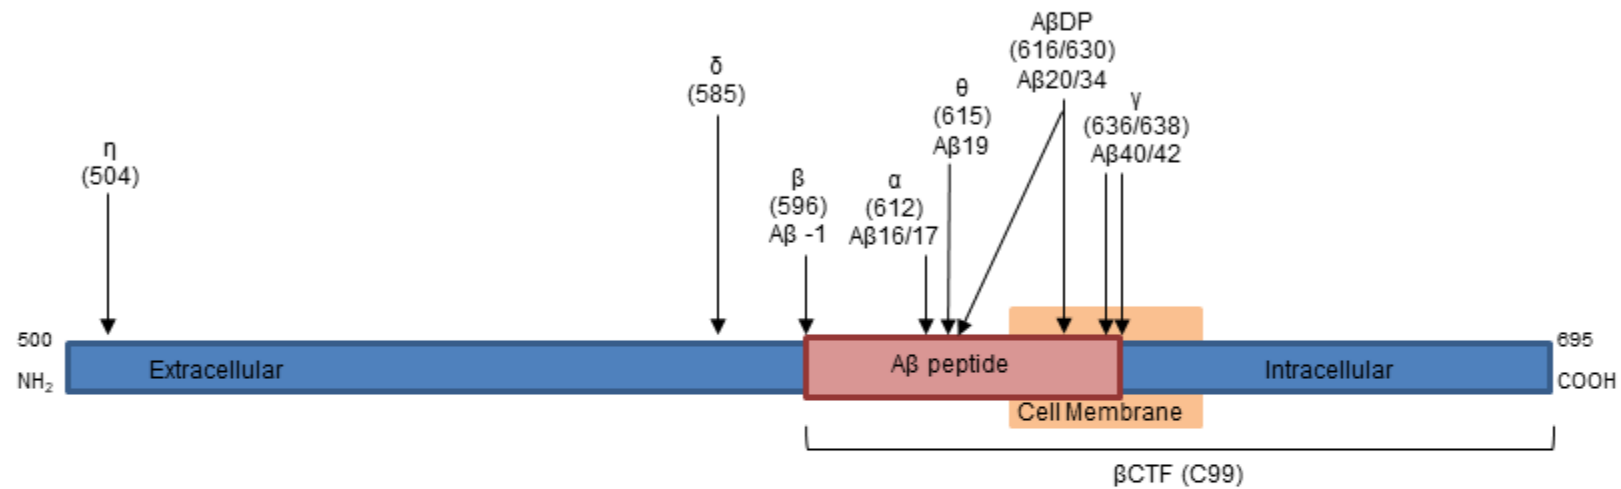 AβDP
(616/630)
Aβ20/34
δ
(585)
θ
(615)
Aβ19
γ
(636/638)
Aβ40/42
η
(504)
β
(596)
Aβ -1
α
(612)
Aβ16/17
500
NH₂
Extracellular
Aβ peptide
Intracellular
695
COOH
Cell Membrane
βCTF (C99)